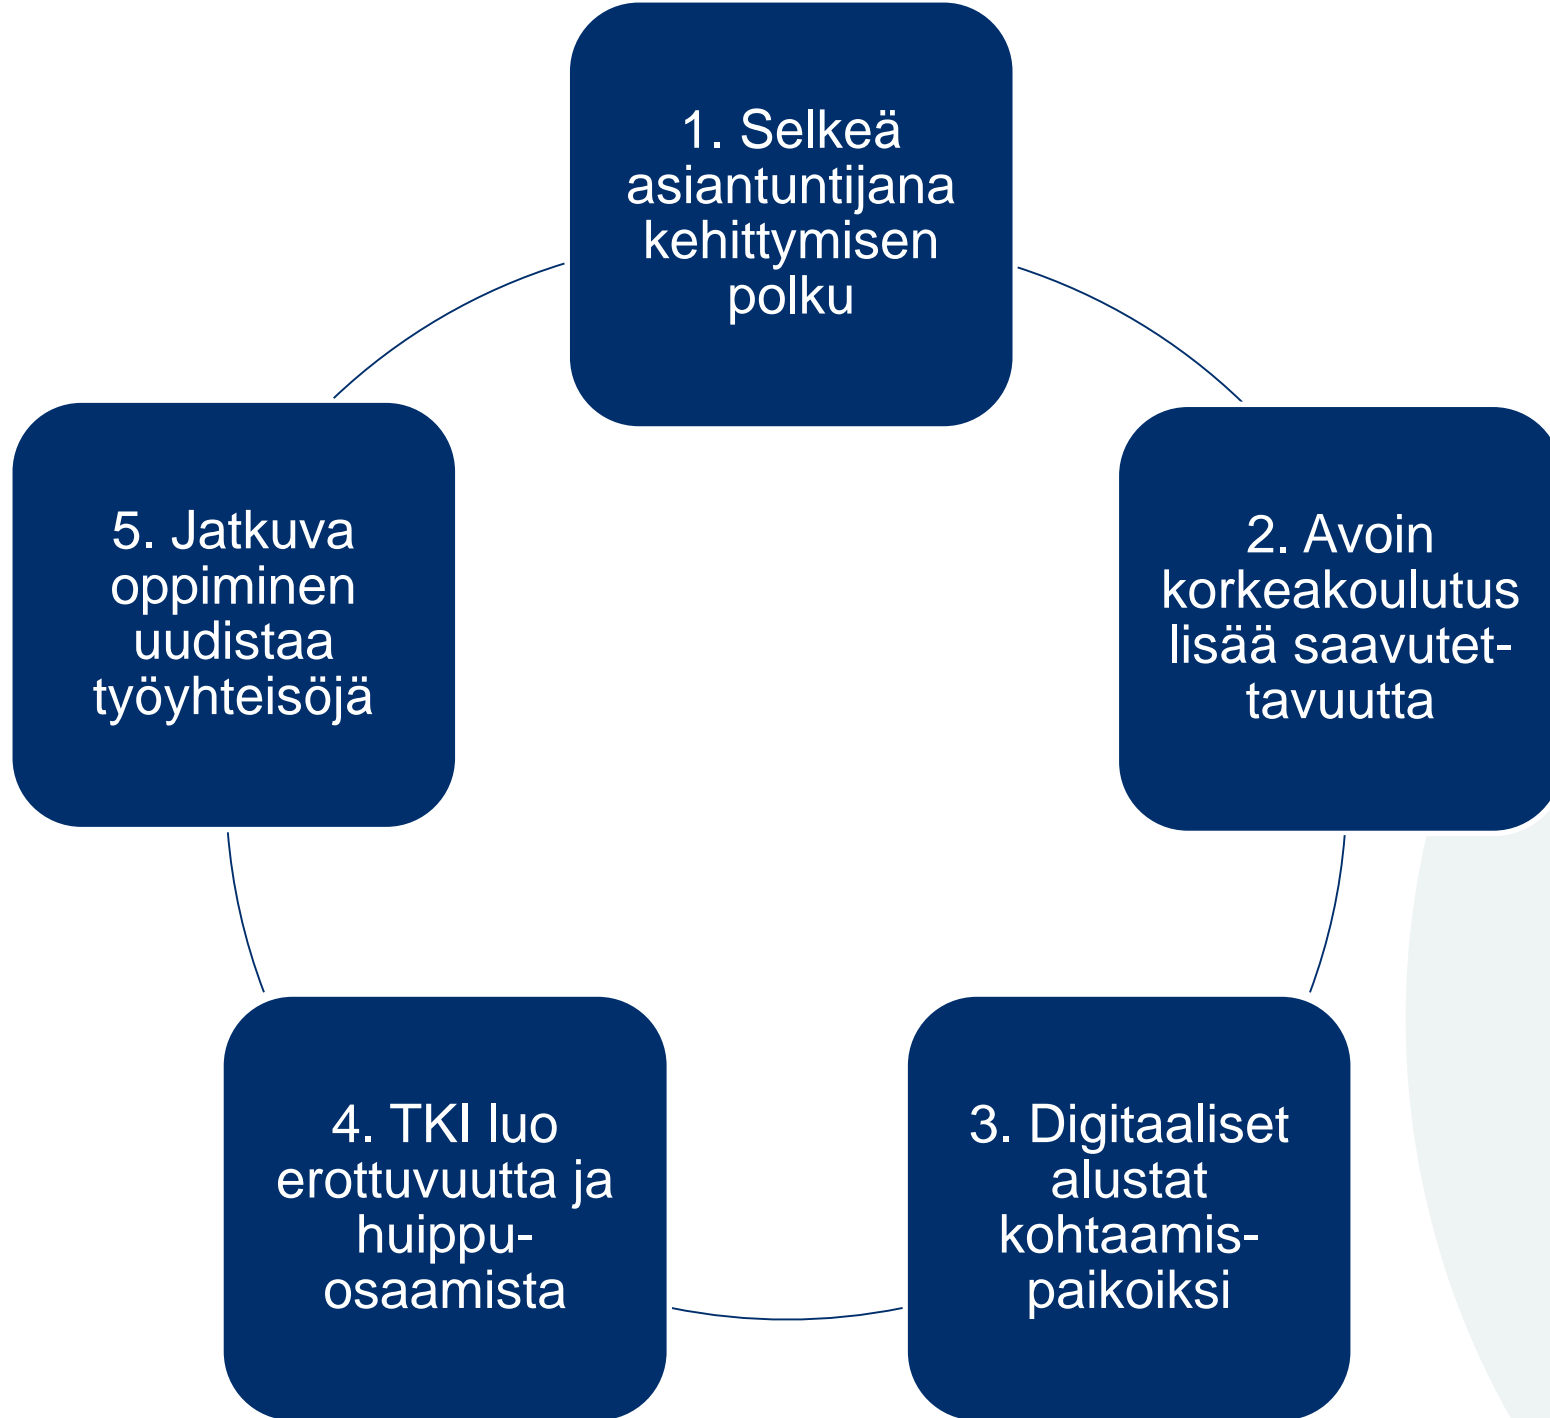 1. Selkeä
asiantuntijana
kehittymisen
polku
2. Avoin
korkeakoulutus
lisää saavutet-
tavuutta
3. Digitaaliset
alustat
kohtaamis-
paikoiksi
4. TKI luo
erottuvuutta ja
huippu-
osaamista
5. Jatkuva
oppiminen
uudistaa
työyhteisöjä